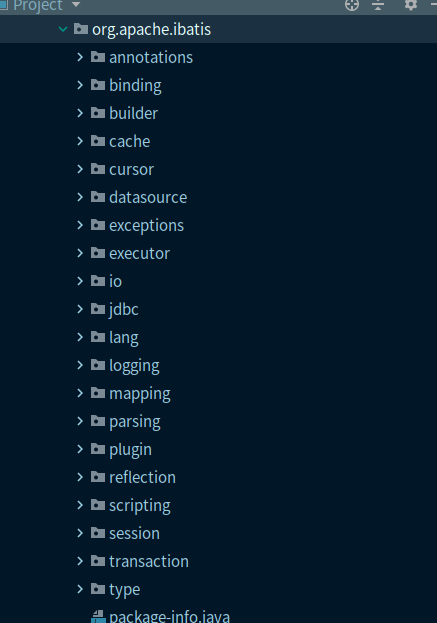 Project
org.apache.ibatis
annotations
binding
builder
cache
cursor
datasource
exceptions
executor
io
jdbc
lang
logging
mapping
parsing
plugin
reflection
scripting
session
transaction
type
package-info.java